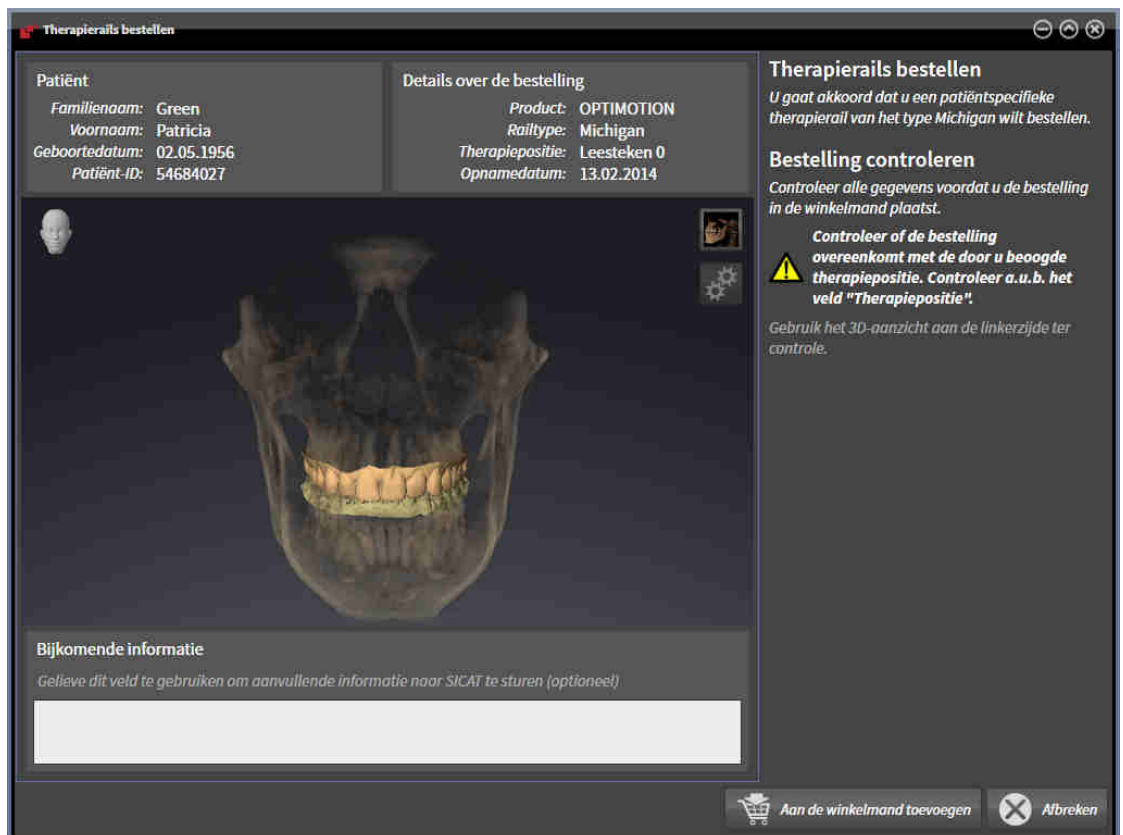 Therapierails bestellen
Patiënt
Familienaam: Green
Voornaam: Patricia
Geboortedatum: 02.05.1956
Patiënt-ID: 54684027
Details over de bestelling
Product: OPTIMOTION
Railtype: Michigan
Therapiepositie: Leesteken 0
Opnamedatum: 13.02.2014
Bijkomende informatie
Gelieve dit veld te gebruiken om aanvullende informatie naar SICAT te sturen (optioneel)
Therapierails bestellen
U gaat akkoord dat u een patiëntspecifieke
therapierail van het type Michigan wilt bestellen.
Bestelling controleren
Controleer alle gegevens voordat u de bestelling
in de winkelmand plaatst.
Controleer of de bestelling
overeenkomt met de door u beoogde
therapiepositie. Controleer a.u.b. het
veld "Therapiepositie".
Gebruik het 3D-aanzicht aan de linkerzijde ter
controle.
Aan de winkelmand toevoegen
Afbreken